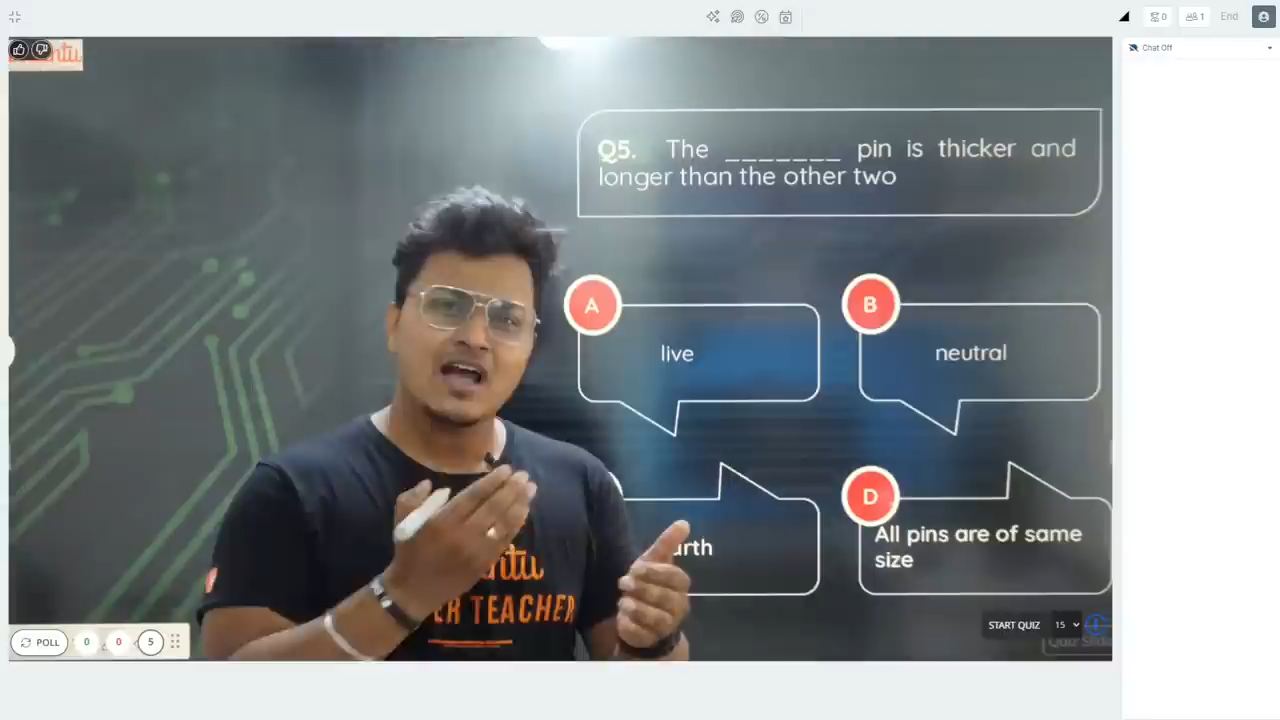 0
1
End
Chat Off
Q5. The _______ pin is thicker and
longer than the other two
A
B
live
neutral
D
All pins are of same
size
TEACHER
POLL
0
0
5
START QUIZ
15